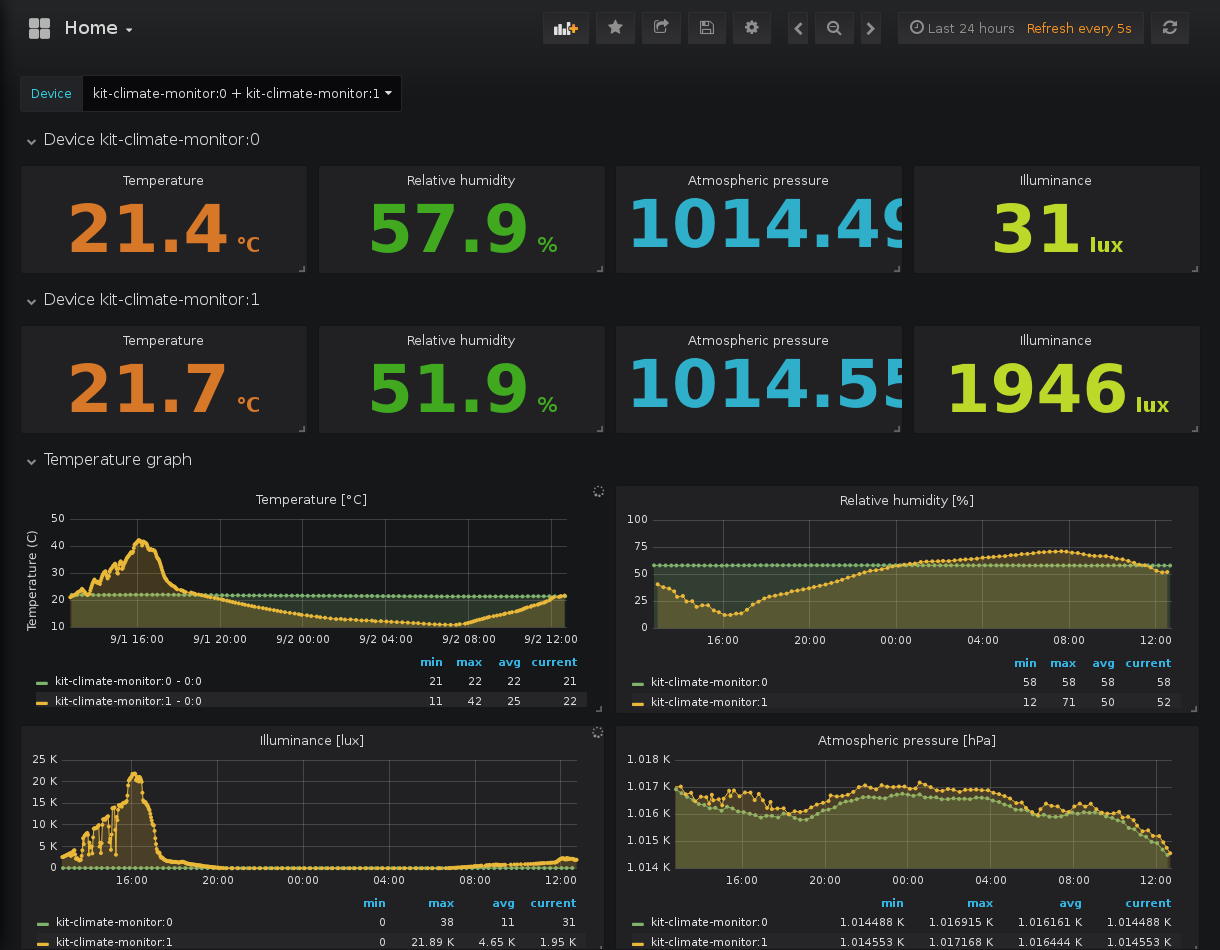 Home
Last 24 hours Refresh every 5s
Device kit-climate-monitor:0 + kit-climate-monitor:1
Device kit-climate-monitor:0
Temperature Relative humidity Atmospheric pressure Illuminance
21.4 °C 57.9 % 1014.49 31 lux
Device kit-climate-monitor:1
Temperature Relative humidity Atmospheric pressure Illuminance
21.7 °C 51.9 % 1014.55 1946 lux
Temperature graph
Temperature [°C]
Temperature (C)
50
40
30
20
10
9/1 16:00 9/1 20:00 9/2 00:00 9/2 04:00 9/2 08:00 9/2 12:00
min max avg current
kit-climate-monitor:0 - 0:0 21 22 22 21
kit-climate-monitor:1 - 0:0 11 42 25 22
Relative humidity [%]
100
75
50
25
0
16:00 20:00 00:00 04:00 08:00 12:00
min max avg current
kit-climate-monitor:0 58 58 58 58
kit-climate-monitor:1 12 71 50 52
Illuminance [lux]
25 K
20 K
15 K
10 K
5 K
0
16:00 20:00 00:00 04:00 08:00 12:00
min max avg current
kit-climate-monitor:0 0 38 11 31
kit-climate-monitor:1 0 21.89 K 4.65 K 1.95 K
Atmospheric pressure [hPa]
1.018 K
1.017 K
1.016 K
1.015 K
1.014 K
16:00 20:00 00:00 04:00 08:00 12:00
min max avg current
kit-climate-monitor:0 1.014488 K 1.016915 K 1.016161 K 1.014488 K
kit-climate-monitor:1 1.014553 K 1.017168 K 1.016444 K 1.014553 K